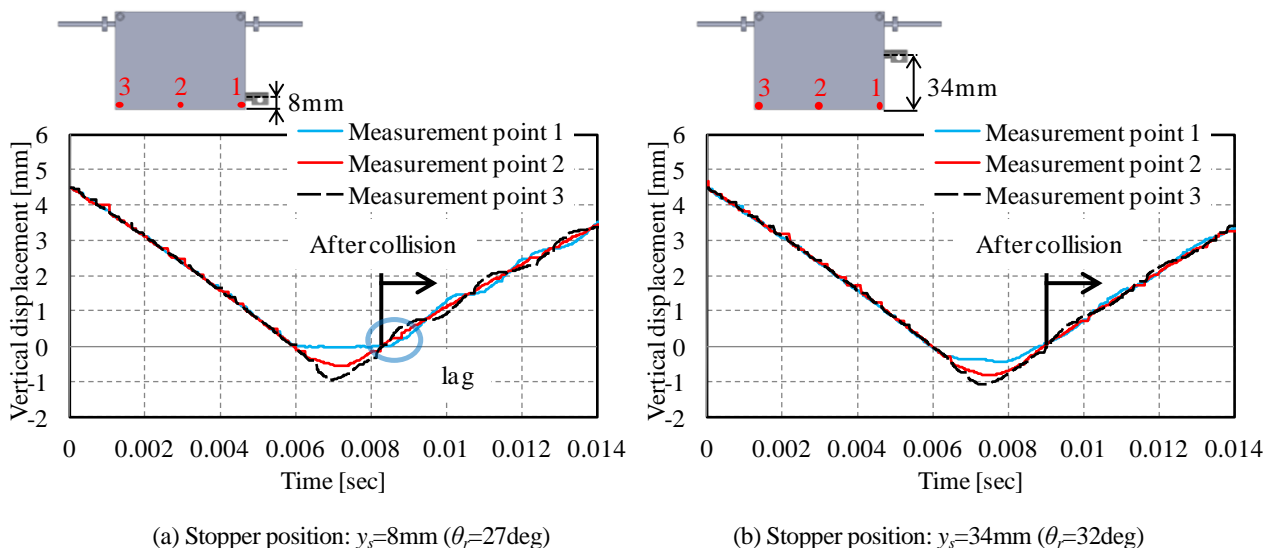 3 2 1
8mm
Measurement point 1
Measurement point 2
Measurement point 3
After collision
lag
Vertical displacement [mm]
6
5
4
3
2
1
0
-1
-2
0 0.002 0.004 0.006 0.008 0.01 0.012 0.014
Time [sec]
(a) Stopper position: yₛ=8mm (θᵣ=27deg)
3 2 1
34mm
Measurement point 1
Measurement point 2
Measurement point 3
After collision
Vertical displacement [mm]
6
5
4
3
2
1
0
-1
-2
0 0.002 0.004 0.006 0.008 0.01 0.012 0.014
Time [sec]
(b) Stopper position: yₛ=34mm (θᵣ=32deg)